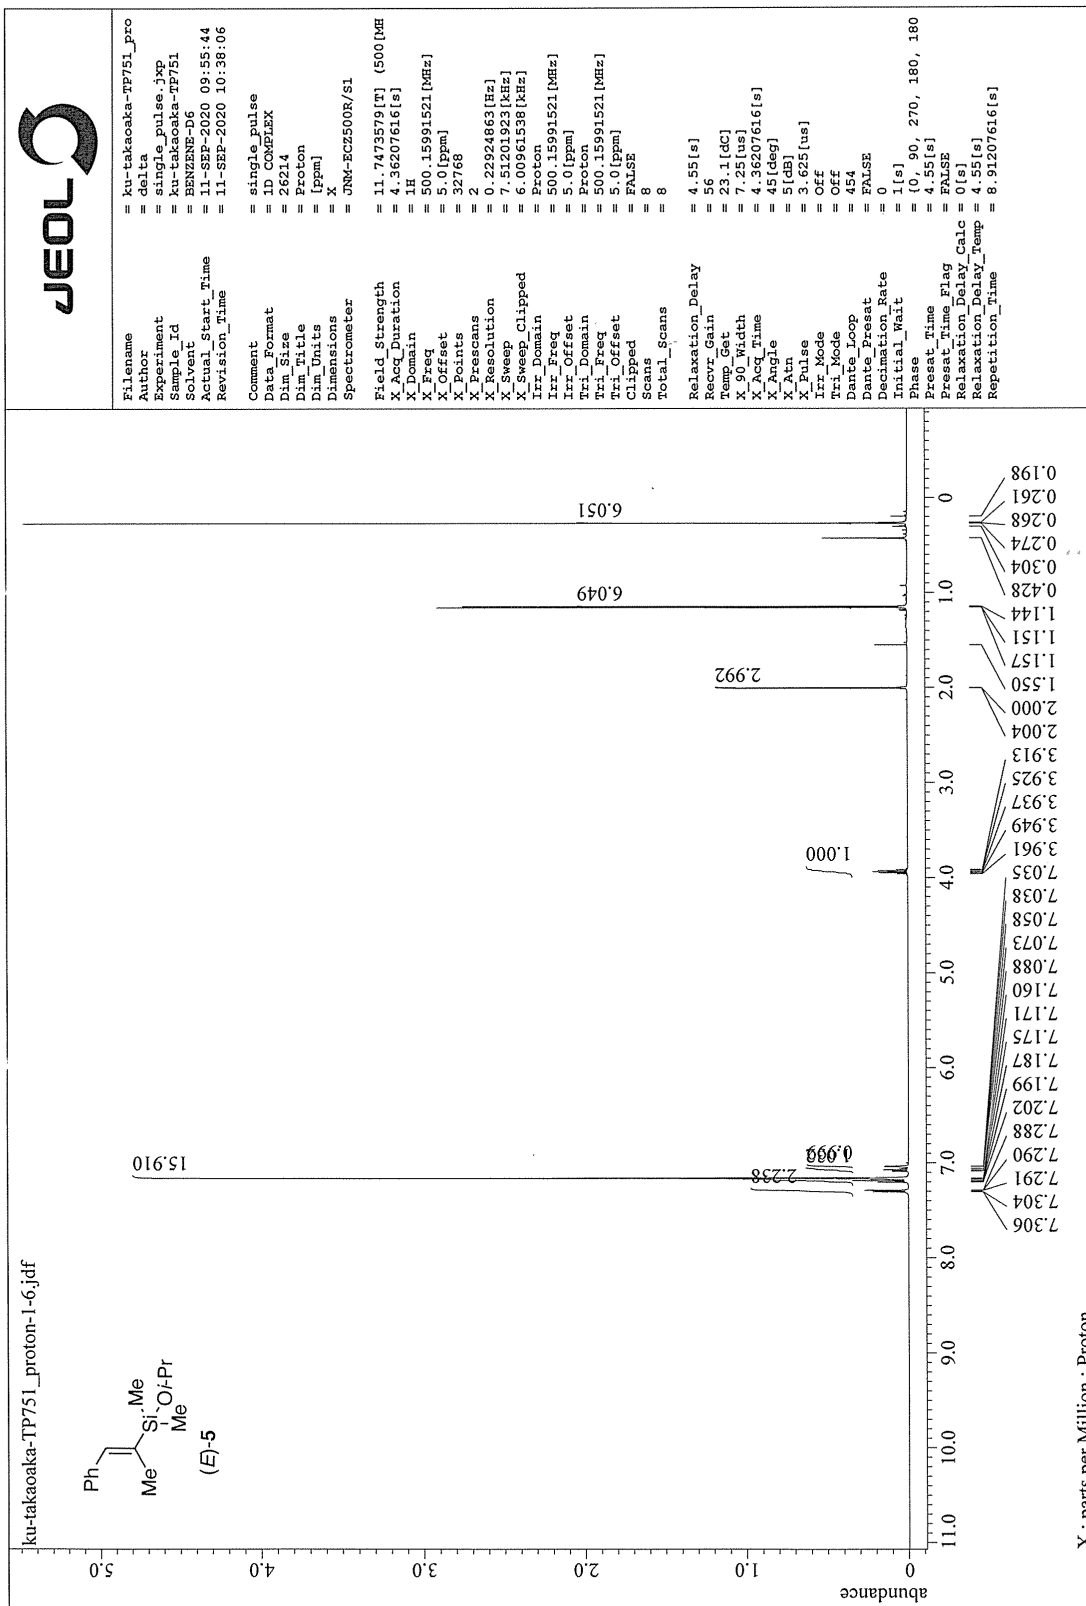 JEOL
Filename = ku-takaoaka-TP751_pro
Author = delta
Experiment = single_pulse.jxp
Sample_Id = ku-takaoaka-TP751
Solvent = BENZENE-D6
Actual_Start_Time = 11-SEP-2020 09:55:44
Revision_Time = 11-SEP-2020 10:38:06
Comment = single_pulse
Data_Format = 1D COMPLEX
Dim_Size = 26214
Dim_Title = Proton
Dim_Units = [ppm]
Dimensions = X
Spectrometer = JNM-ECZ500R/S1
Field_Strength = 11.7473579[T] (500[MH
X_Acq_Duration = 4.36207616[s]
X_Domain = 1H
X_Freq = 500.15991521[MHz]
X_Offset = 5.0[ppm]
X_Points = 32768
X_Prescans = 2
X_Resolution = 0.22924863[Hz]
X_Sweep = 7.51201923[kHz]
X_Sweep_Clipped = 6.00961538[kHz]
Irr_Domain = Proton
Irr_Freq = 500.15991521[MHz]
Irr_Offset = 5.0[ppm]
Tri_Domain = Proton
Tri_Freq = 500.15991521[MHz]
Tri_Offset = 5.0[ppm]
Clipped = FALSE
Scans = 8
Total_Scans = 8
Relaxation_Delay = 4.55[s]
Recvr_Gain = 56
Temp_Get = 23.1[dC]
X_90_Width = 7.25[us]
X_Acq_Time = 4.36207616[s]
X_Angle = 45[deg]
X_Atn = 5[dB]
X_Pulse = 3.625[us]
Irr_Mode = Off
Tri_Mode = Off
Dante_Loop = 454
Dante_Presat = FALSE
Decimation_Rate = 0
Initial_Wait = 1[s]
Phase = {0, 90, 270, 180, 180
Presat_Time = 4.55[s]
Presat_Time_Flag = FALSE
Relaxation_Delay_Calc = 0[s]
Relaxation_Delay_Temp = 4.55[s]
Repetition_Time = 8.91207616[s]
ku-takaoaka-TP751_proton-1-6.jdf
Ph
Me
Si
Me
Oi-Pr
Me
(E)-5
abundance
0 1.0 2.0 3.0 4.0 5.0
15.910
2.238
0.999
1.000
2.992
6.049
6.051
11.0 10.0 9.0 8.0 7.0 6.0 5.0 4.0 3.0 2.0 1.0 0
7.306
7.304
7.291
7.290
7.288
7.202
7.199
7.187
7.175
7.171
7.160
7.088
7.073
7.058
7.038
7.035
3.961
3.949
3.937
3.925
3.913
2.004
2.000
1.550
1.157
1.151
1.144
0.428
0.304
0.274
0.268
0.261
0.198
X : parts per Million : Proton